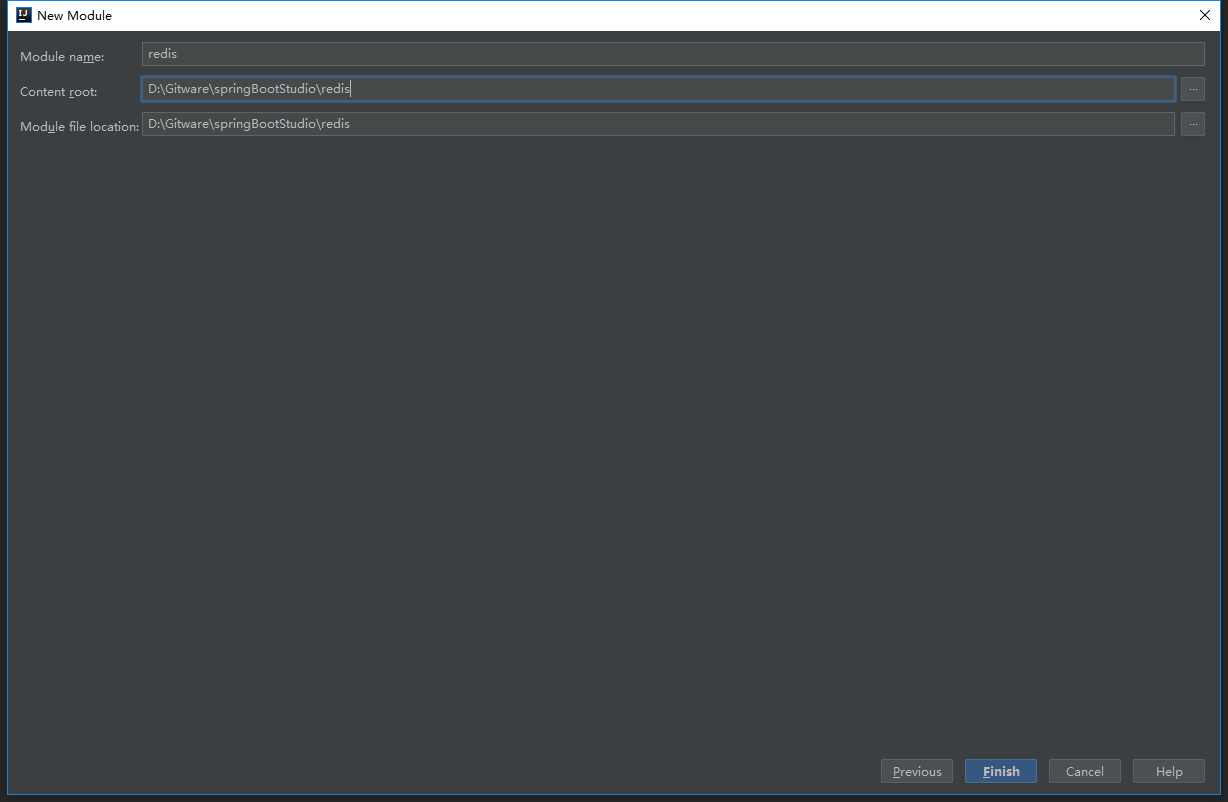 New Module
Module name: redis
Content root: D:\Gitware\springBootStudio\redis ...
Module file location: D:\Gitware\springBootStudio\redis ...
Previous Finish Cancel Help